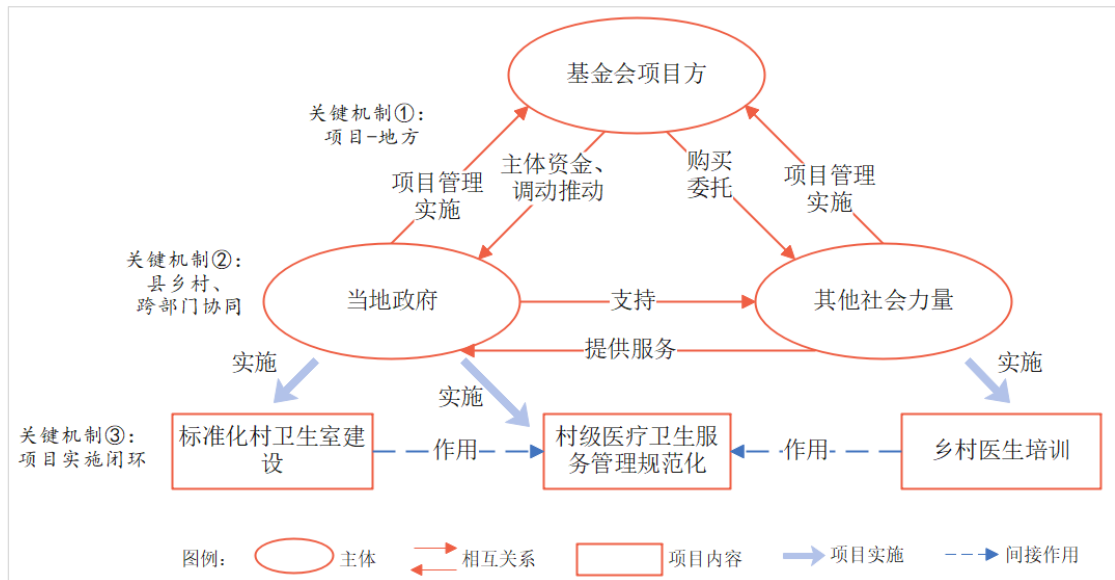 基金会项目方
关键机制①：
项目-地方
项目管理
实施
主体资金、
调动推动
购买
委托
项目管理
实施
关键机制②：
县乡村、
跨部门协同
当地政府
支持
其他社会力量
提供服务
实施
实施
实施
关键机制③：
项目实施闭环
标准化村卫生室建
设
作用
村级医疗卫生服
务管理规范化
作用
乡村医生培训
图例：
主体
相互关系
项目内容
项目实施
间接作用